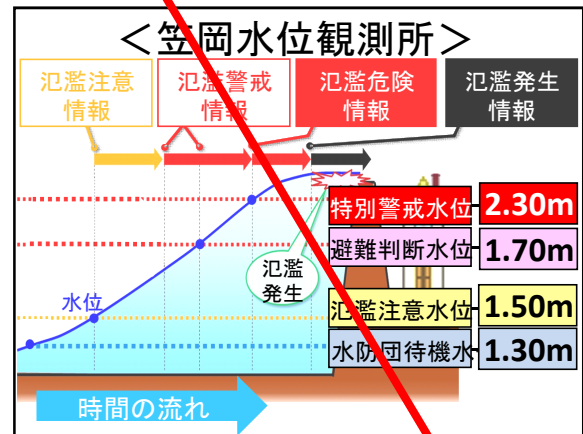 ＜笠岡水位観測所＞
氾濫注意
情報
氾濫警戒
情報
氾濫危険
情報
氾濫発生
情報
特別警戒水位 2.30m
避難判断水位 1.70m
氾濫
発生
水位
氾濫注意水位 1.50m
水防団待機水 1.30m
時間の流れ